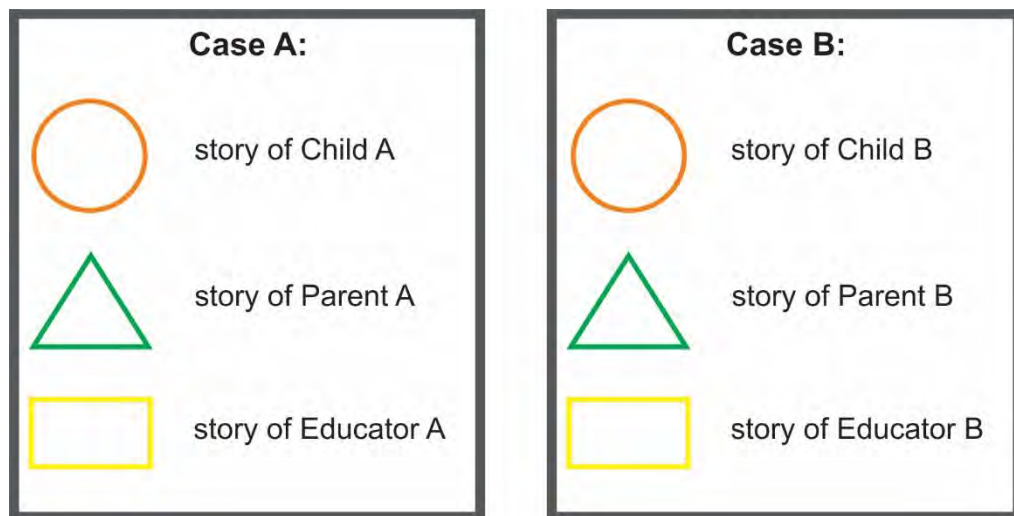 Case A:
story of Child A
story of Parent A
story of Educator A
Case B:
story of Child B
story of Parent B
story of Educator B